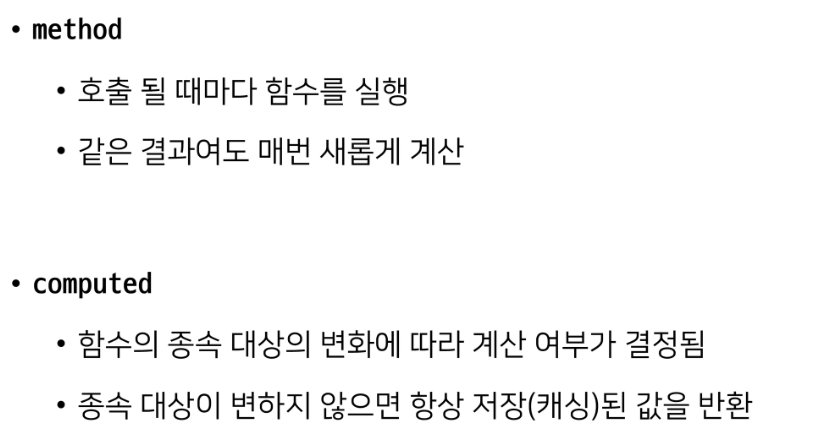 • method
• 호출 될 때마다 함수를 실행
• 같은 결과여도 매번 새롭게 계산
• computed
• 함수의 종속 대상의 변화에 따라 계산 여부가 결정됨
• 종속 대상이 변하지 않으면 항상 저장(캐싱)된 값을 반환